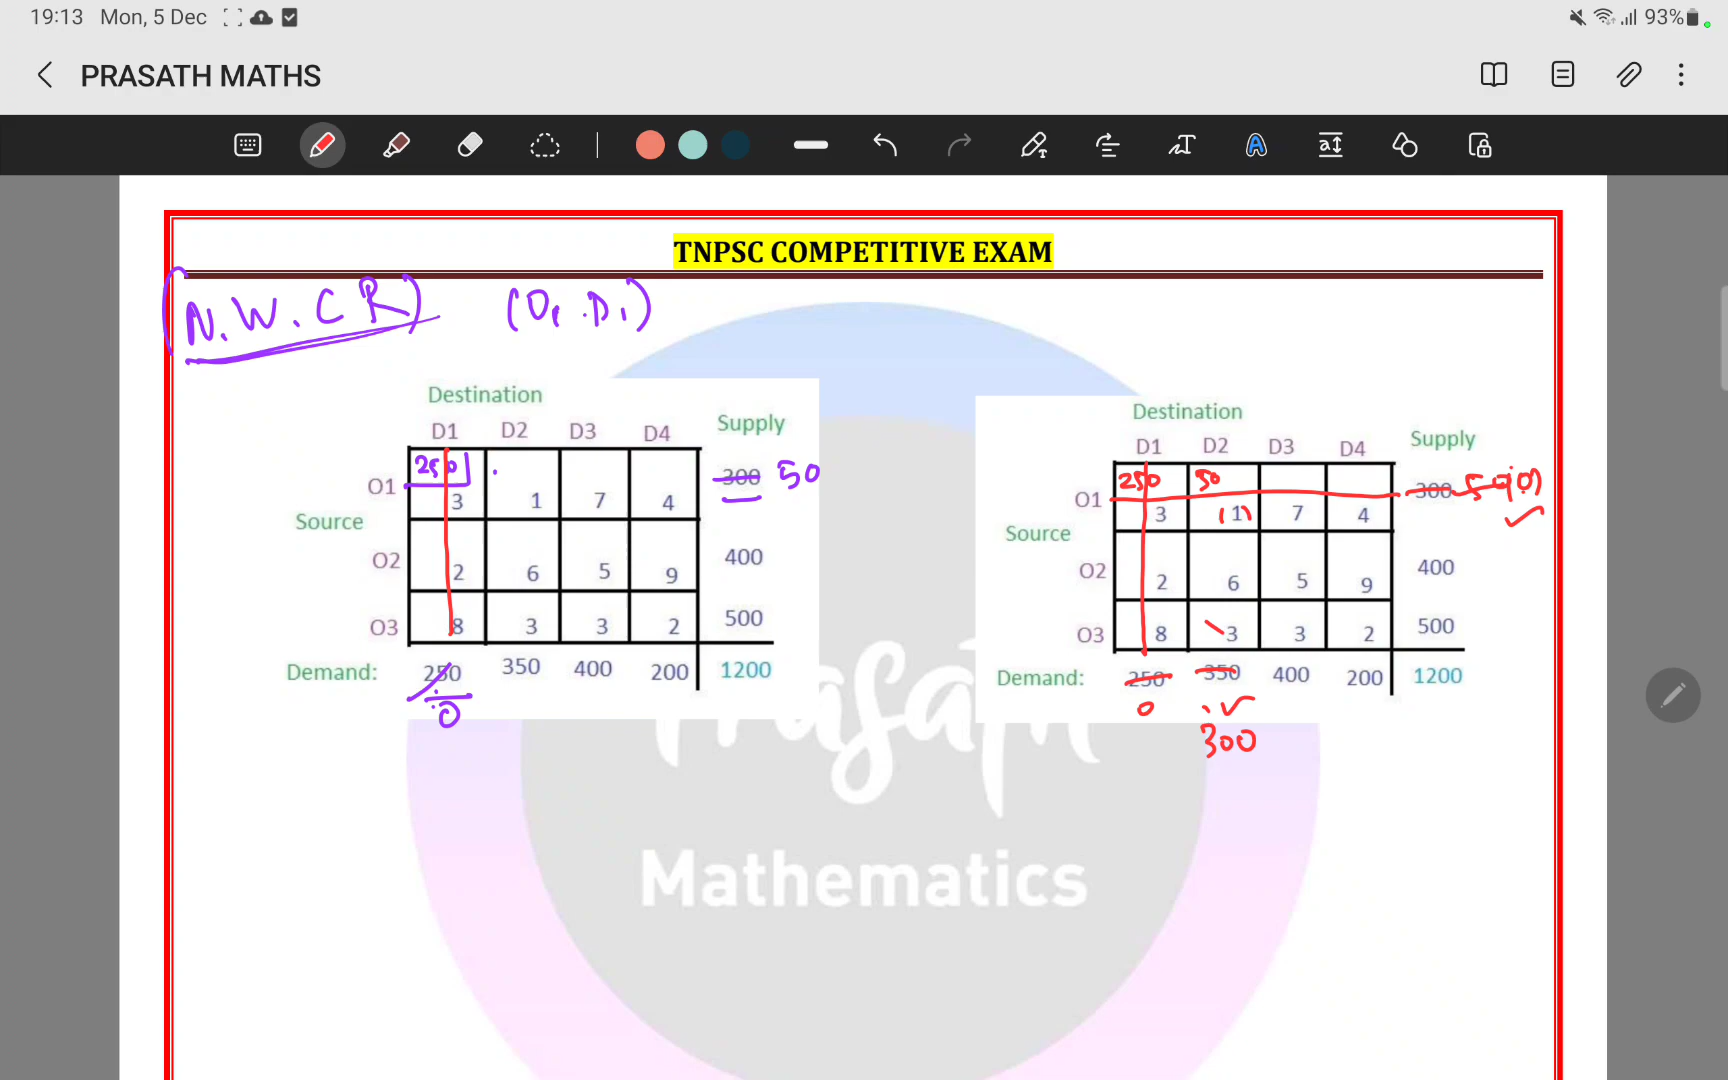 19:13 Mon, 5 Dec 93%
PRASATH MATHS
TNPSC COMPETITIVE EXAM
(N.W.C R) (O1 .D1)
Destination
D1 D2 D3 D4 Supply
250
O1 3 1 7 4 300 50
Source
O2 2 6 5 9 400
O3 8 3 3 2 500
Demand: 250 350 400 200 1200
0
Destination
D1 D2 D3 D4 Supply
250 50
O1 3 (1) 7 4 300 50 (0)
Source
O2 2 6 5 9 400
O3 8 3 3 2 500
Demand: 250 350 400 200 1200
0 300
Prasath
Mathematics